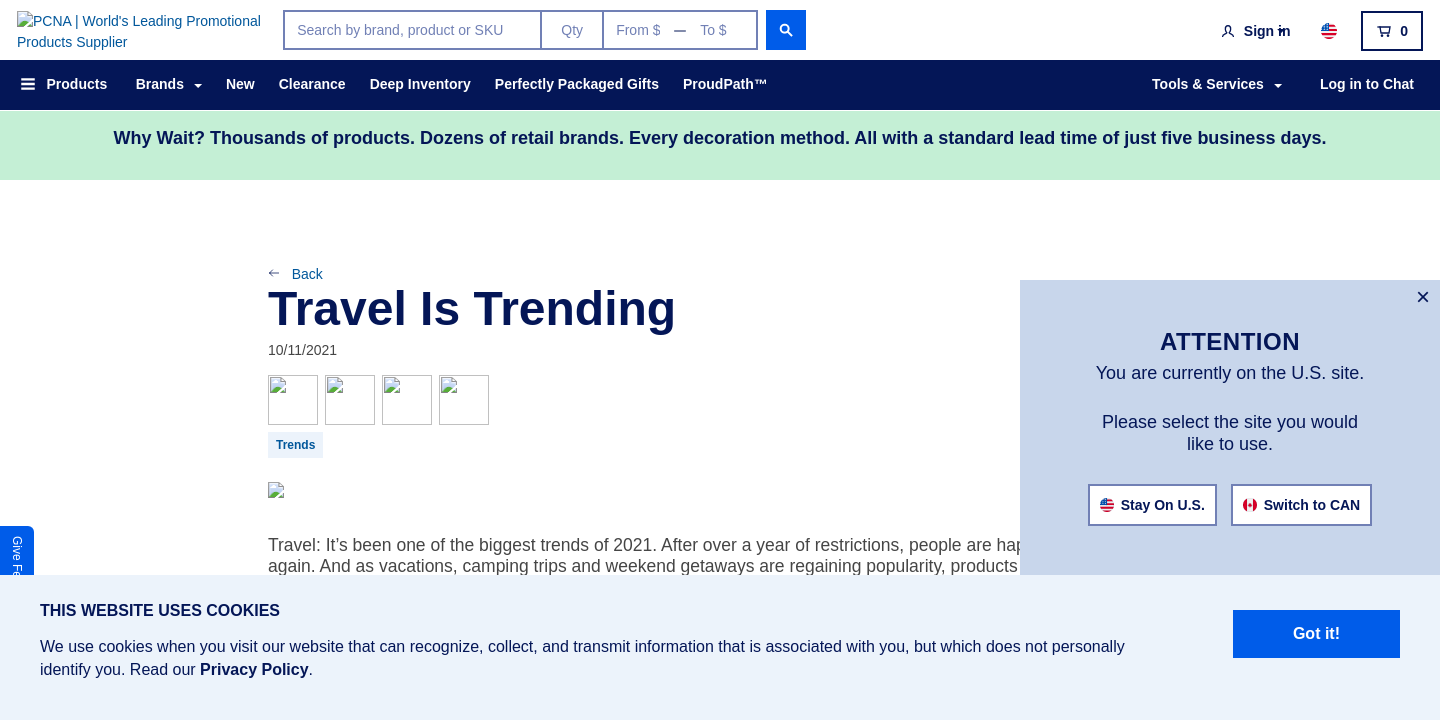 PCNA | World's Leading Promotional
Products Supplier
Search by brand, product or SKU
Qty
From $ — To $
Sign in
0
Products
Brands
New
Clearance
Deep Inventory
Perfectly Packaged Gifts
ProudPath™
Tools & Services
Log in to Chat
Why Wait? Thousands of products. Dozens of retail brands. Every decoration method. All with a standard lead time of just five business days.
Back
Travel Is Trending
10/11/2021
Trends
Travel: It’s been one of the biggest trends of 2021. After over a year of restrictions, people are
again. And as vacations, camping trips and weekend getaways are regaining popularity, products
×
ATTENTION
You are currently on the U.S. site.
Please select the site you would
like to use.
Stay On U.S.
Switch to CAN
Give
THIS WEBSITE USES COOKIES
We use cookies when you visit our website that can recognize, collect, and transmit information that is associated with you, but which does not personally
identify you. Read our Privacy Policy.
Got it!